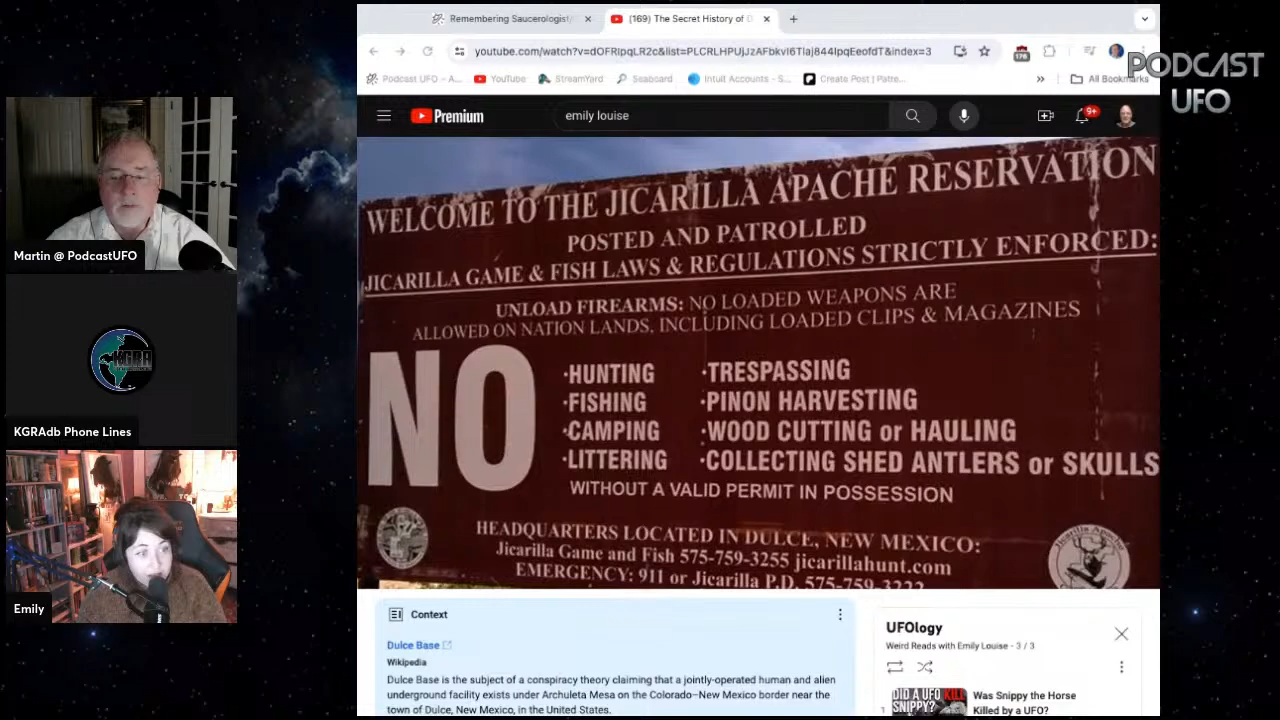 Remembering Saucerologist
(169) The Secret History of D
youtube.com/watch?v=dOFRlpqLR2c&list=PLCRLHPUjJzAFbkvI6Tlaj844lpqEeofdT&index=3
176
Podcast UFO – A...
YouTube
StreamYard
Seaboard
Intuit Accounts - S...
Create Post | Patre...
»
All Bookmarks
PODCAST
UFO
Premium
emily louise
9+
WELCOME TO THE JICARILLA APACHE RESERVATION
POSTED AND PATROLLED
JICARILLA GAME & FISH LAWS & REGULATIONS STRICTLY ENFORCED:
UNLOAD FIREARMS: NO LOADED WEAPONS ARE
ALLOWED ON NATION LANDS, INCLUDING LOADED CLIPS & MAGAZINES
NO
·HUNTING
·FISHING
·CAMPING
·LITTERING
·TRESPASSING
·PINON HARVESTING
·WOOD CUTTING or HAULING
·COLLECTING SHED ANTLERS or SKULLS
WITHOUT A VALID PERMIT IN POSSESSION
HEADQUARTERS LOCATED IN DULCE, NEW MEXICO:
Jicarilla Game and Fish 575-759-3255 jicarillahunt.com
EMERGENCY: 911 or Jicarilla P.D. 575-759-3222
Jicarilla Apache
Martin @ PodcastUFO
KGRA
KGRAdb Phone Lines
Emily
Context
Dulce Base
Wikipedia
Dulce Base is the subject of a conspiracy theory claiming that a jointly-operated human and alien
underground facility exists under Archuleta Mesa on the Colorado–New Mexico border near the
town of Dulce, New Mexico, in the United States.
UFOlogy
Weird Reads with Emily Louise - 3 / 3
1
DID A UFO KILL
SNIPPY?
Was Snippy the Horse
Killed by a UFO?